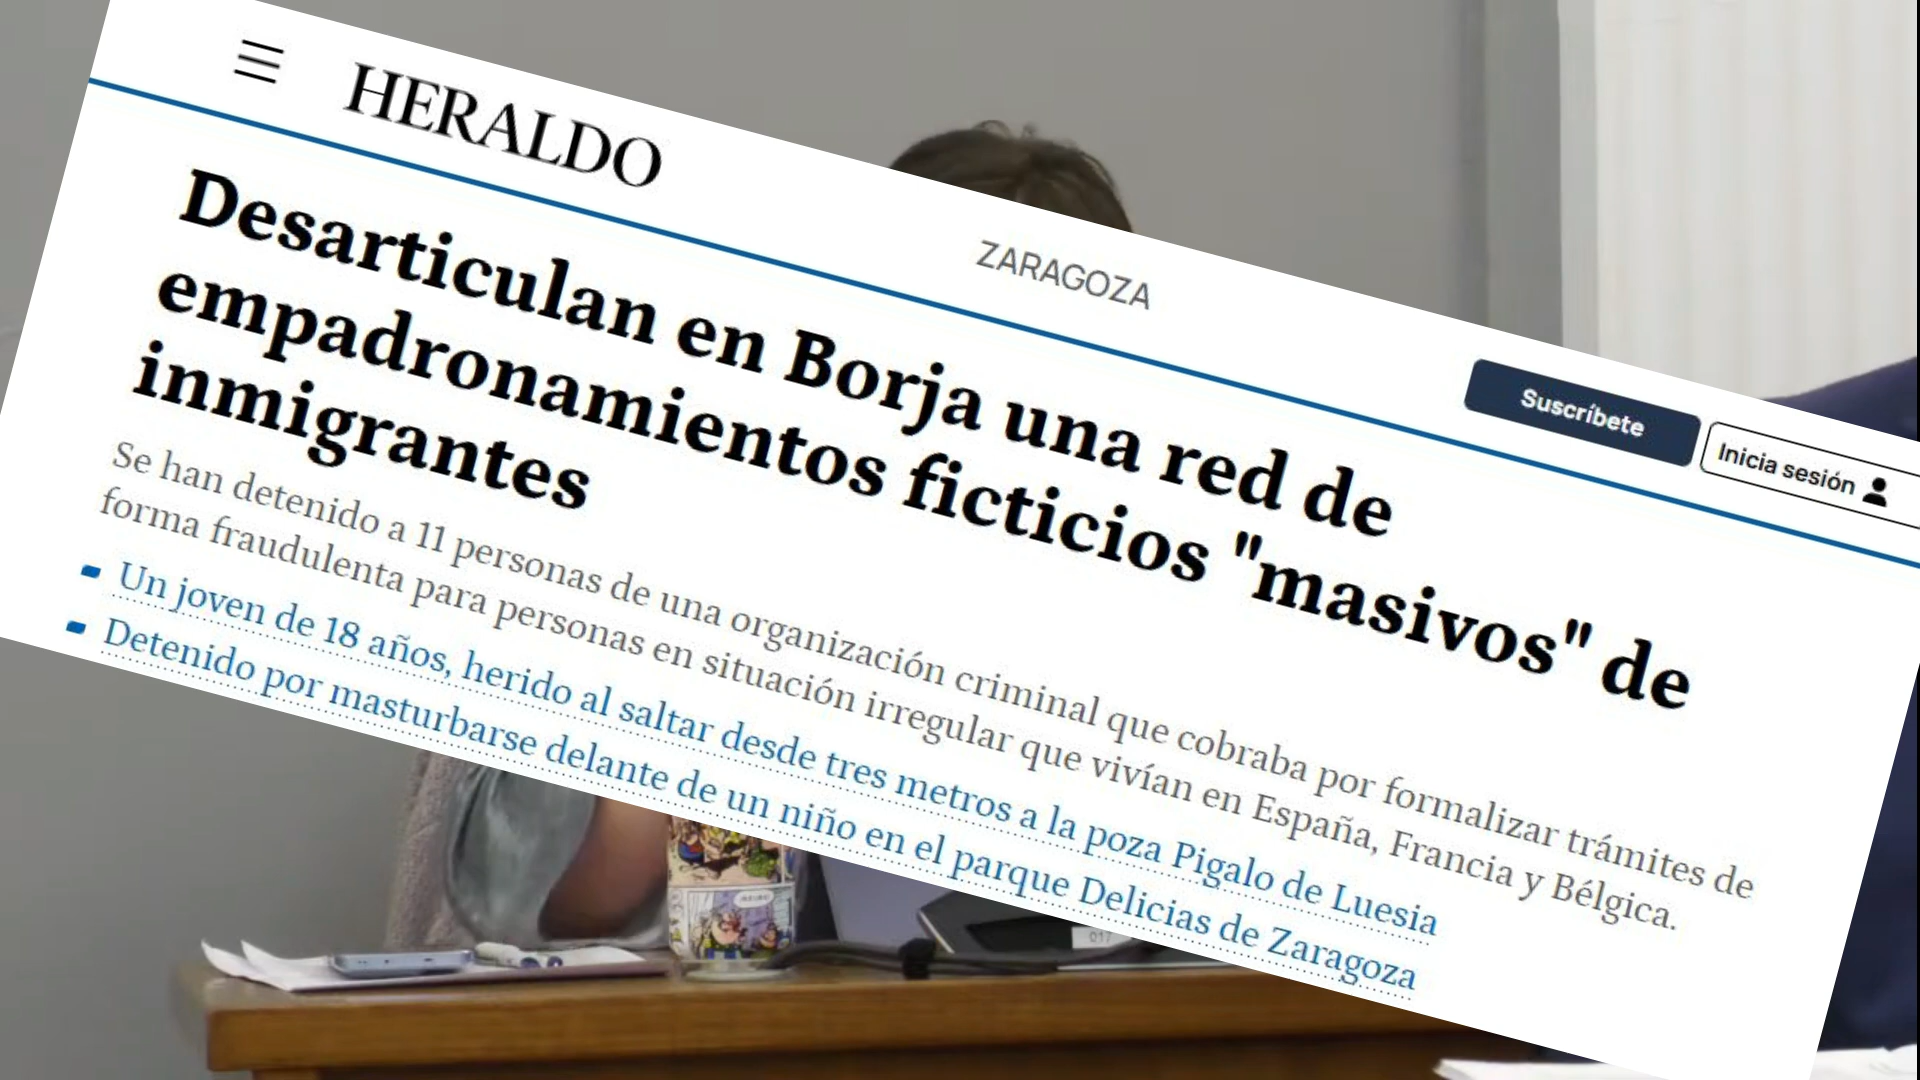 HERALDO
ZARAGOZA
Suscríbete
Inicia sesión
Desarticulan en Borja una red de
empadronamientos ficticios "masivos" de
inmigrantes
Se han detenido a 11 personas de una organización criminal que cobraba por formalizar trámites de
forma fraudulenta para personas en situación irregular que vivían en España, Francia y Bélgica.
Un joven de 18 años, herido al saltar desde tres metros a la poza Pigalo de Luesia
Detenido por masturbarse delante de un niño en el parque Delicias de Zaragoza
017